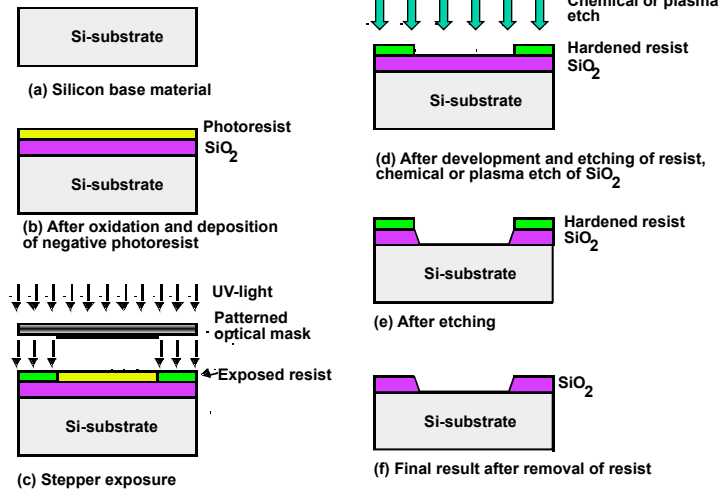 Si-substrate
(a) Silicon base material
Photoresist
SiO2
Si-substrate
(b) After oxidation and deposition
of negative photoresist
UV-light
Patterned
optical mask
Exposed resist
Si-substrate
(c) Stepper exposure
Chemical or plasma
etch
Hardened resist
SiO2
Si-substrate
(d) After development and etching of resist,
chemical or plasma etch of SiO2
Hardened resist
SiO2
Si-substrate
(e) After etching
SiO2
Si-substrate
(f) Final result after removal of resist